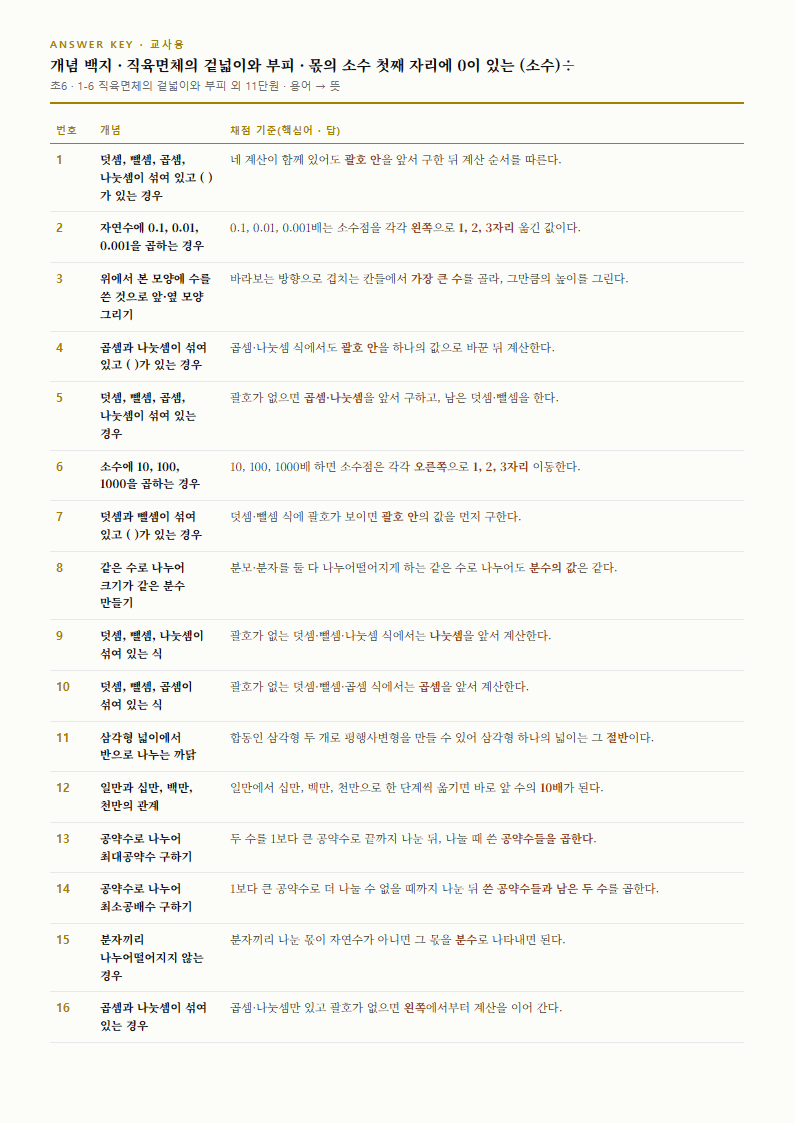 ANSWER KEY · 교사용
개념 백지 · 직육면체의 겉넓이와 부피 · 몫의 소수 첫째 자리에 0이 있는 (소수)÷
초6 · 1-6 직육면체의 겉넓이와 부피 외 11단원 · 용어 → 뜻
번호 개념 채점 기준(핵심어 · 답)
1 덧셈, 뺄셈, 곱셈, 네 계산이 함께 있어도 괄호 안을 앞서 구한 뒤 계산 순서를 따른다.
나눗셈이 섞여 있고 ( )
가 있는 경우
2 자연수에 0.1, 0.01, 0.1, 0.01, 0.001배는 소수점을 각각 왼쪽으로 1, 2, 3자리 옮긴 값이다.
0.001을 곱하는 경우
3 위에서 본 모양에 수를 바라보는 방향으로 겹치는 칸들에서 가장 큰 수를 골라, 그만큼의 높이를 그린다.
쓴 것으로 앞·옆 모양
그리기
4 곱셈과 나눗셈이 섞여 곱셈·나눗셈 식에서도 괄호 안을 하나의 값으로 바꾼 뒤 계산한다.
있고 ( )가 있는 경우
5 덧셈, 뺄셈, 곱셈, 괄호가 없으면 곱셈·나눗셈을 앞서 구하고, 남은 덧셈·뺄셈을 한다.
나눗셈이 섞여 있는
경우
6 소수에 10, 100, 10, 100, 1000배 하면 소수점은 각각 오른쪽으로 1, 2, 3자리 이동한다.
1000을 곱하는 경우
7 덧셈과 뺄셈이 섞여 덧셈·뺄셈 식에 괄호가 보이면 괄호 안의 값을 먼저 구한다.
있고 ( )가 있는 경우
8 같은 수로 나누어 분모·분자를 둘 다 나누어떨어지게 하는 같은 수로 나누어도 분수의 값은 같다.
크기가 같은 분수
만들기
9 덧셈, 뺄셈, 나눗셈이 괄호가 없는 덧셈·뺄셈·나눗셈 식에서는 나눗셈을 앞서 계산한다.
섞여 있는 식
10 덧셈, 뺄셈, 곱셈이 괄호가 없는 덧셈·뺄셈·곱셈 식에서는 곱셈을 앞서 계산한다.
섞여 있는 식
11 삼각형 넓이에서 합동인 삼각형 두 개로 평행사변형을 만들 수 있어 삼각형 하나의 넓이는 그 절반이다.
반으로 나누는 까닭
12 일만과 십만, 백만, 일만에서 십만, 백만, 천만으로 한 단계씩 옮기면 바로 앞 수의 10배가 된다.
천만의 관계
13 공약수로 나누어 두 수를 1보다 큰 공약수로 끝까지 나눈 뒤, 나눌 때 쓴 공약수들을 곱한다.
최대공약수 구하기
14 공약수로 나누어 1보다 큰 공약수로 더 나눌 수 없을 때까지 나눈 뒤 쓴 공약수들과 남은 두 수를 곱한다.
최소공배수 구하기
15 분자끼리 분자끼리 나눈 몫이 자연수가 아니면 그 몫을 분수로 나타내면 된다.
나누어떨어지지 않는
경우
16 곱셈과 나눗셈이 섞여 곱셈·나눗셈만 있고 괄호가 없으면 왼쪽에서부터 계산을 이어 간다.
있는 경우